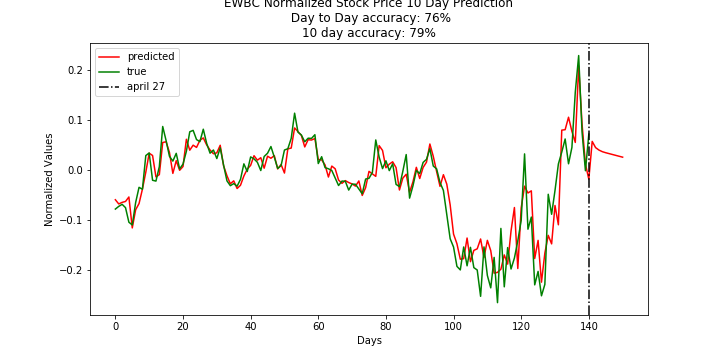 EWBC Normalized Stock Price 10 Day Prediction
Day to Day accuracy: 76%
10 day accuracy: 79%
predicted
true
april 27
Normalized Values
0.2
0.1
0.0
−0.1
−0.2
0
20
40
60
80
100
120
140
Days